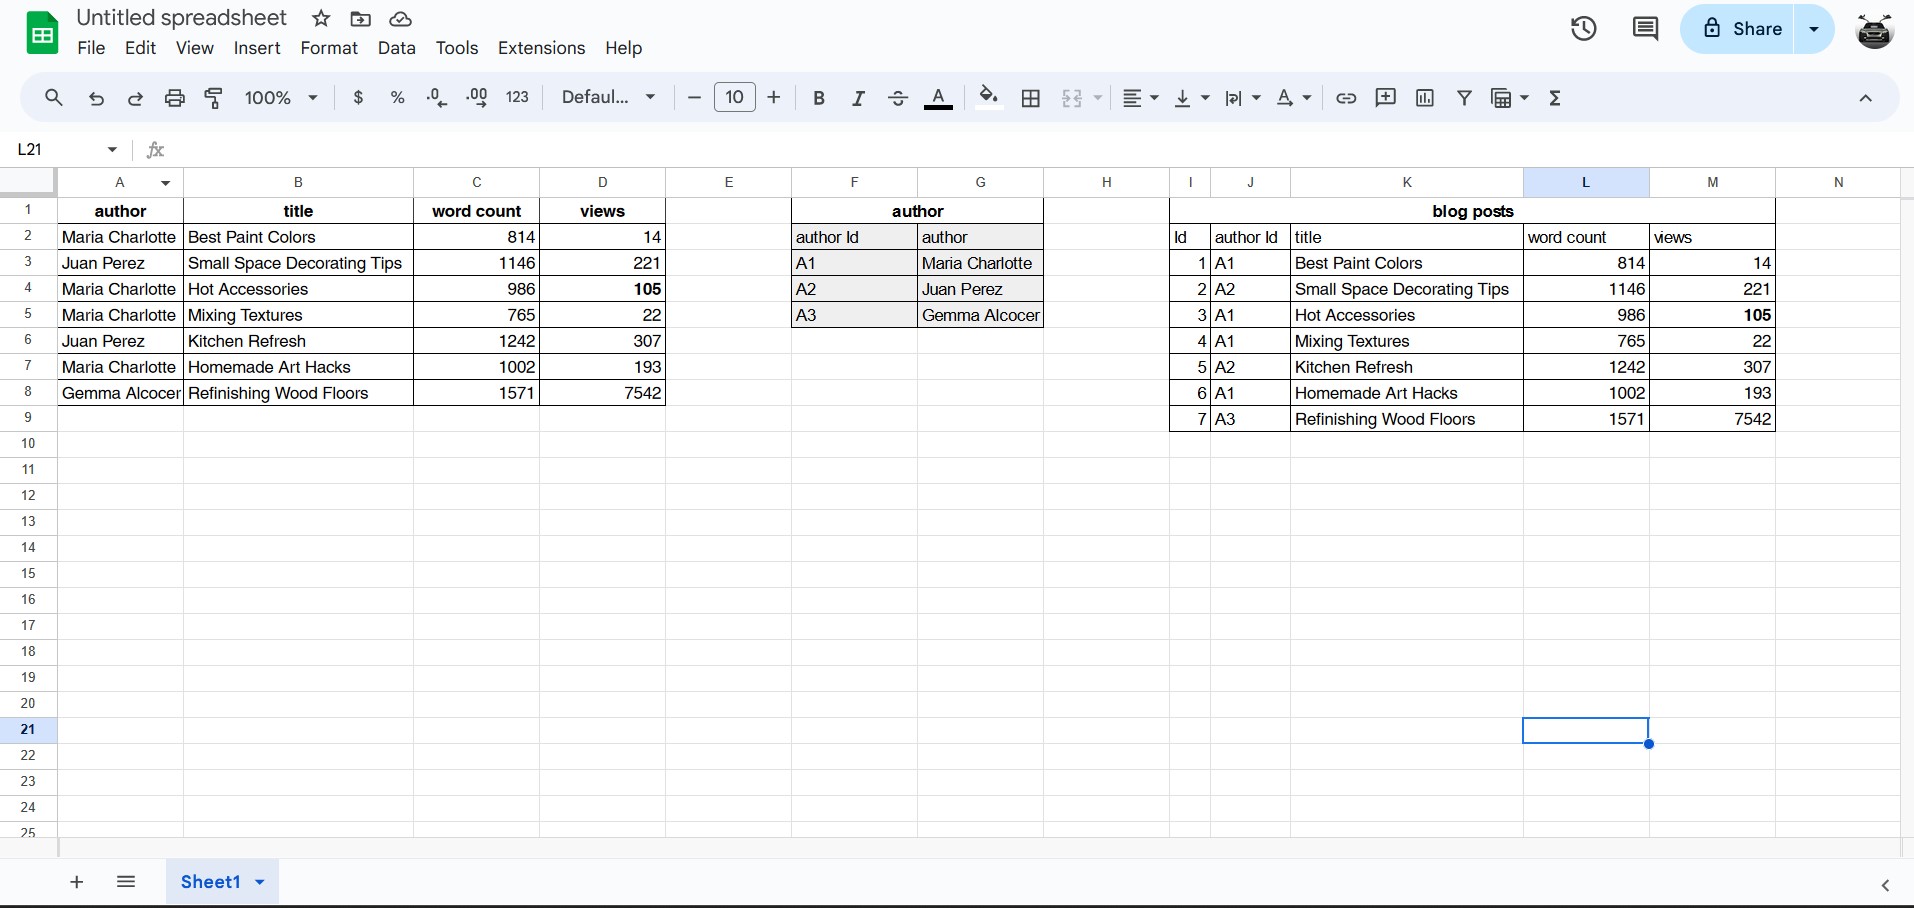 Untitled spreadsheet
File Edit View Insert Format Data Tools Extensions Help
Share
100% $ % .0 .00 123 Defaul... − 10 + B I S A A Σ
L21 fx
A B C D E F G H I J K L M N
1 author title word count views author blog posts
2 Maria Charlotte Best Paint Colors 814 14 author Id author Id author Id title word count views
3 Juan Perez Small Space Decorating Tips 1146 221 A1 Maria Charlotte 1 A1 Best Paint Colors 814 14
4 Maria Charlotte Hot Accessories 986 105 A2 Juan Perez 2 A2 Small Space Decorating Tips 1146 221
5 Maria Charlotte Mixing Textures 765 22 A3 Gemma Alcocer 3 A1 Hot Accessories 986 105
6 Juan Perez Kitchen Refresh 1242 307 4 A1 Mixing Textures 765 22
7 Maria Charlotte Homemade Art Hacks 1002 193 5 A2 Kitchen Refresh 1242 307
8 Gemma Alcocer Refinishing Wood Floors 1571 7542 6 A1 Homemade Art Hacks 1002 193
9 7 A3 Refinishing Wood Floors 1571 7542
10
11
12
13
14
15
16
17
18
19
20
21
22
23
24
25
+ Sheet1